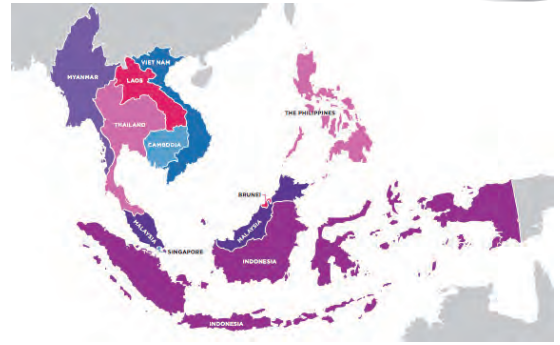 VIET NAM
MYANMAR
LAOS
THAILAND
THE PHILIPPINES
CAMBODIA
BRUNEI
MALAYSIA
MALAYSIA
SINGAPORE
INDONESIA
INDONESIA